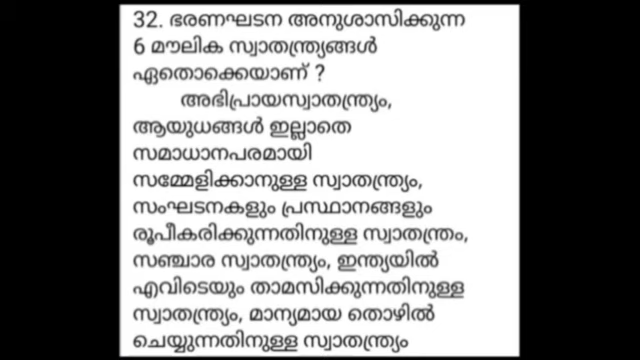 32. ഭരണഘടന അനുശാസിക്കുന്ന
6 മൗലിക സ്വാതന്ത്ര്യങ്ങൾ
ഏതൊക്കെയാണ് ?
അഭിപ്രായസ്വാതന്ത്ര്യം,
ആയുധങ്ങൾ ഇല്ലാതെ
സമാധാനപരമായി
സമ്മേളിക്കാനുള്ള സ്വാതന്ത്ര്യം,
സംഘടനകളും പ്രസ്ഥാനങ്ങളും
രൂപീകരിക്കുന്നതിനുള്ള സ്വാതന്ത്രം,
സഞ്ചാര സ്വാതന്ത്ര്യം, ഇന്ത്യയിൽ
എവിടെയും താമസിക്കുന്നതിനുള്ള
സ്വാതന്ത്ര്യം, മാന്യമായ തൊഴിൽ
ചെയ്യുന്നതിനുള്ള സ്വാതന്ത്ര്യം